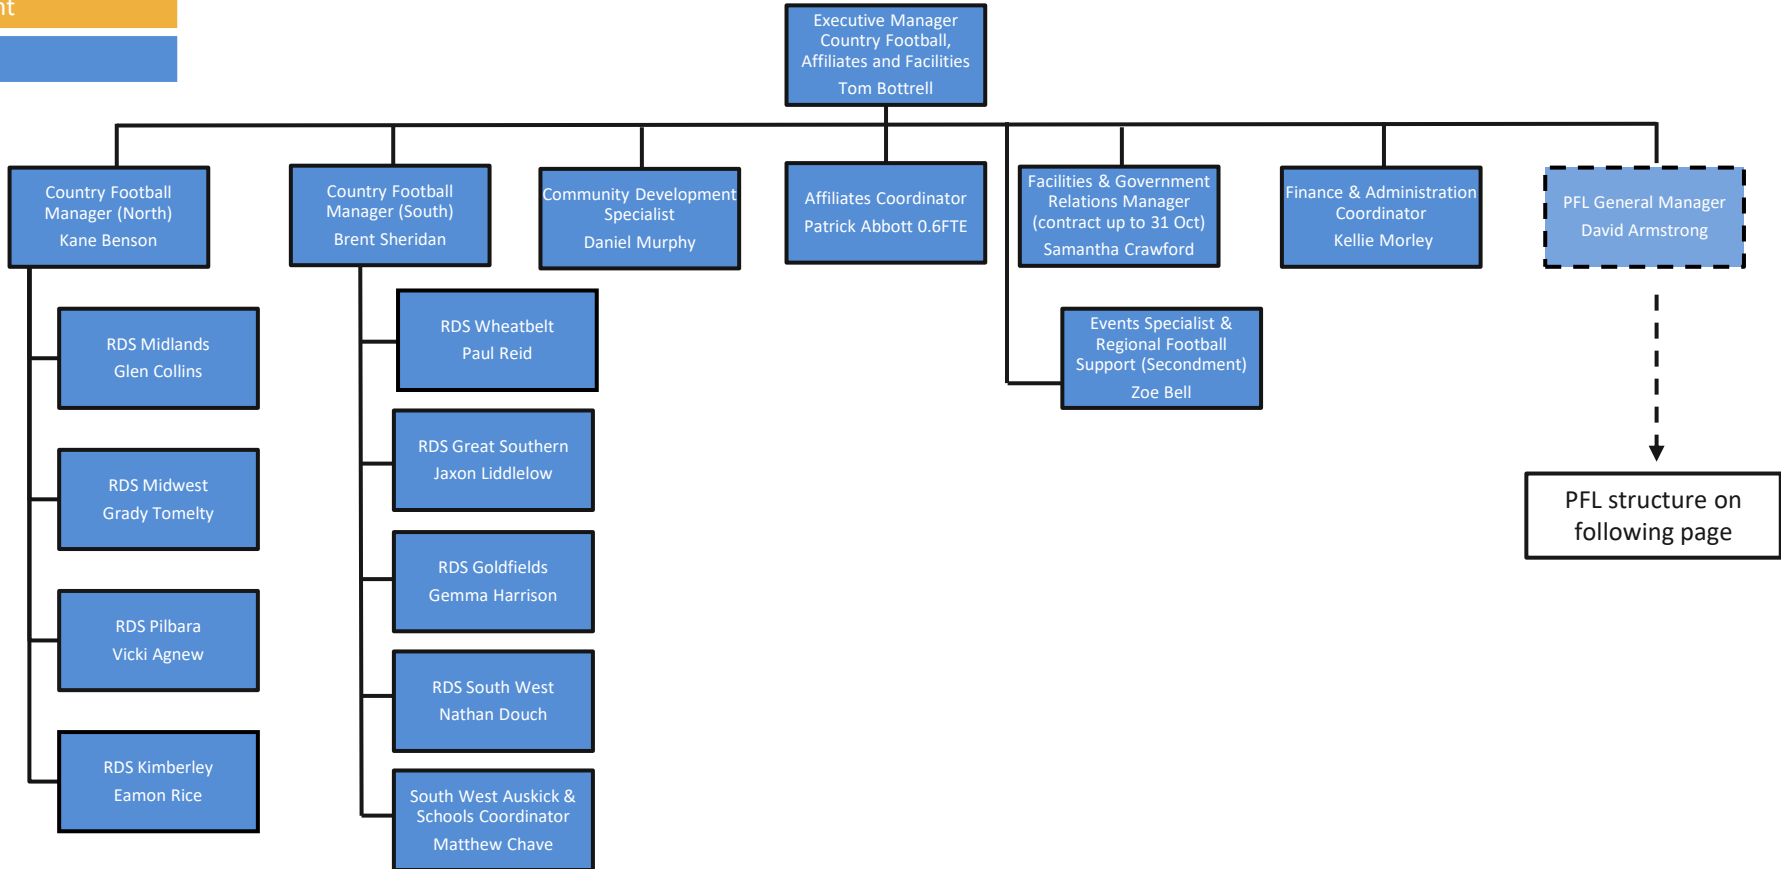 Executive Manager
Country Football,
Affiliates and Facilities
Tom Bottrell
Country Football
Manager (North)
Kane Benson
Country Football
Manager (South)
Brent Sheridan
Community Development
Specialist
Daniel Murphy
Affiliates Coordinator
Patrick Abbott 0.6FTE
Facilities & Government
Relations Manager
(contract up to 31 Oct)
Samantha Crawford
Finance & Administration
Coordinator
Kellie Morley
PFL General Manager
David Armstrong
RDS Midlands
Glen Collins
RDS Midwest
Grady Tomelty
RDS Pilbara
Vicki Agnew
RDS Kimberley
Eamon Rice
RDS Wheatbelt
Paul Reid
RDS Great Southern
Jaxon Liddlelow
RDS Goldfields
Gemma Harrison
RDS South West
Nathan Douch
South West Auskick &
Schools Coordinator
Matthew Chave
Events Specialist &
Regional Football
Support (Secondment)
Zoe Bell
PFL structure on
following page